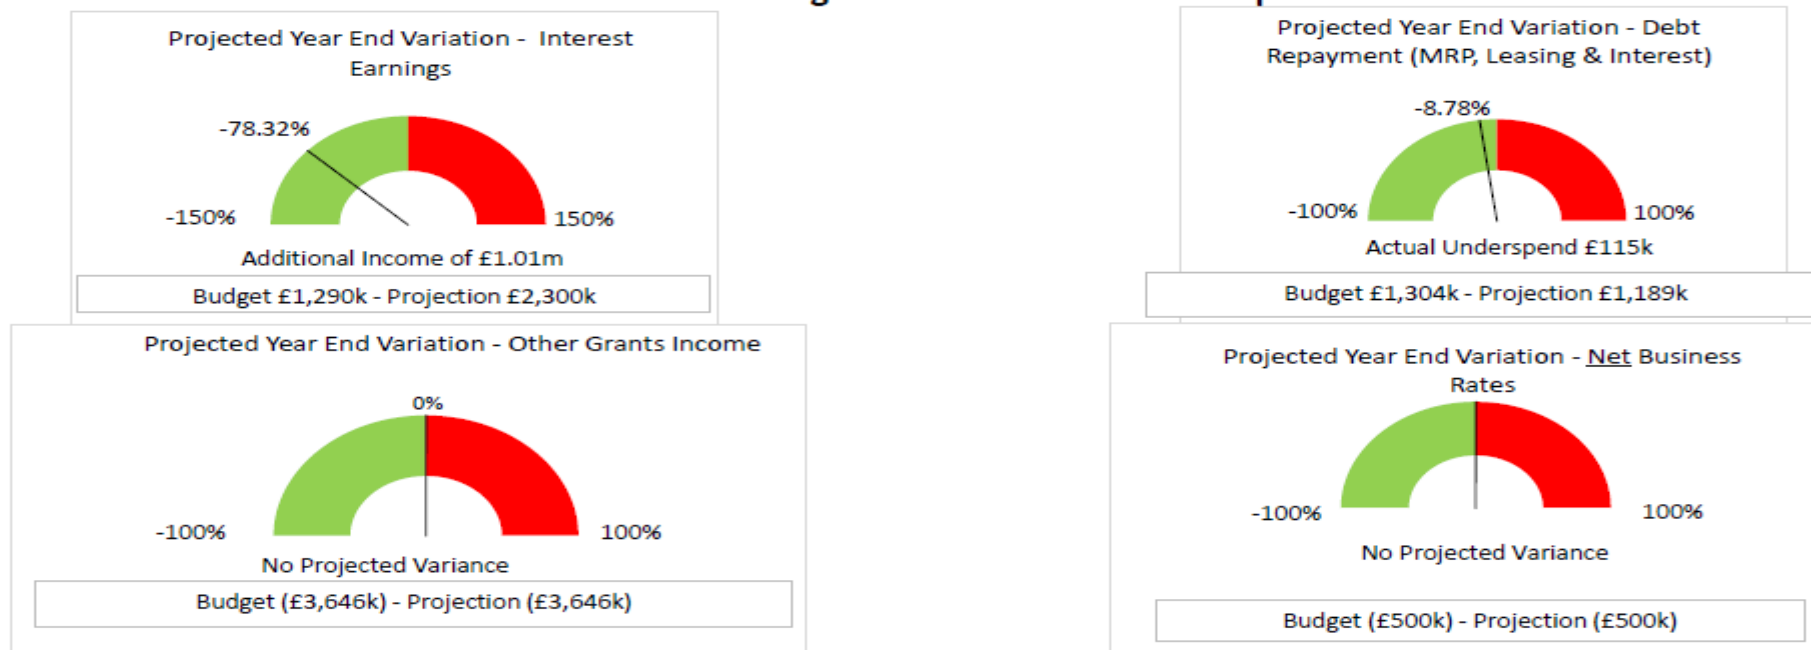 Projected Year End Variation -  Interest
Earnings
-78.32%
-150%
150%
Additional Income of £1.01m
Budget £1,290k - Projection £2,300k
Projected Year End Variation - Debt
Repayment (MRP, Leasing & Interest)
-8.78%
-100%
100%
Actual Underspend £115k
Budget £1,304k - Projection £1,189k
Projected Year End Variation - Other Grants Income
0%
-100%
100%
No Projected Variance
Budget (£3,646k) - Projection (£3,646k)
Projected Year End Variation - Net Business
Rates
-100%
100%
No Projected Variance
Budget (£500k) - Projection (£500k)